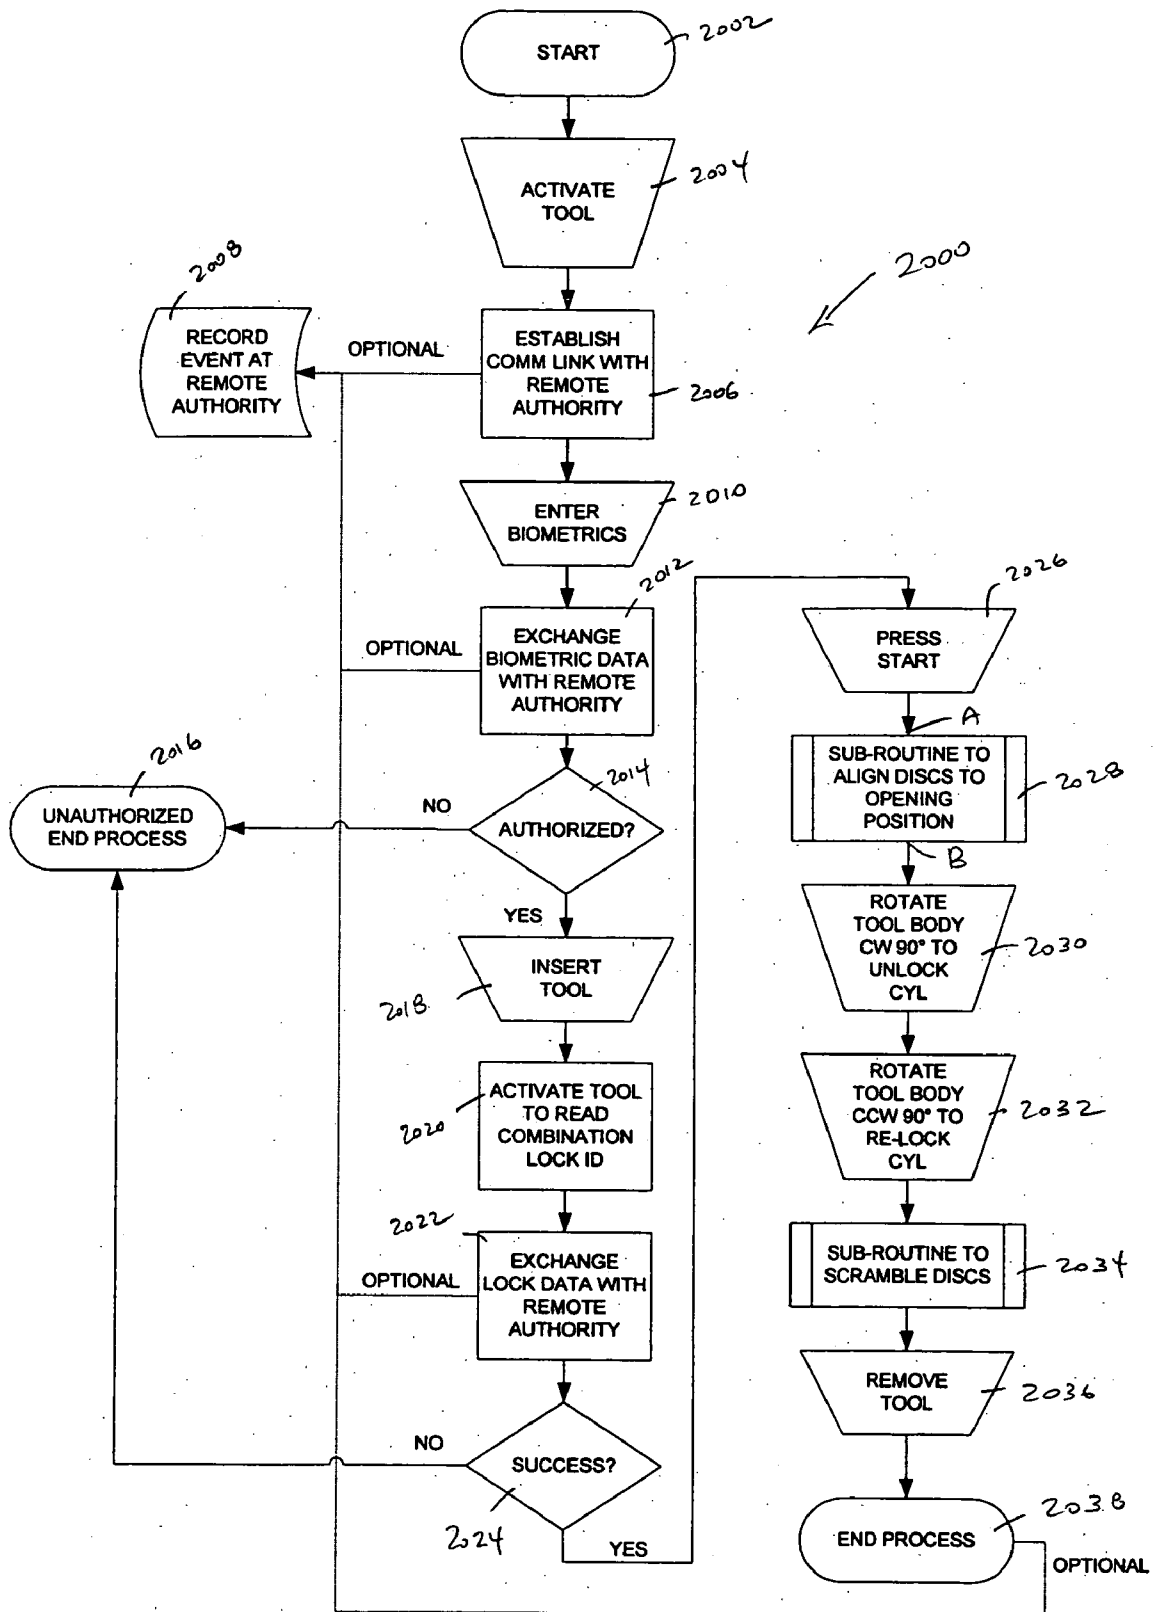 START
2002
ACTIVATE
TOOL
2004
2000
2008
RECORD
EVENT AT
REMOTE
AUTHORITY
OPTIONAL
ESTABLISH
COMM LINK WITH
REMOTE
AUTHORITY
2006
ENTER
BIOMETRICS
2010
2012
OPTIONAL
EXCHANGE
BIOMETRIC DATA
WITH REMOTE
AUTHORITY
2014
AUTHORIZED?
NO
2016
UNAUTHORIZED
END PROCESS
YES
INSERT
TOOL
2018
ACTIVATE TOOL
TO READ
COMBINATION
LOCK ID
2020
2022
OPTIONAL
EXCHANGE
LOCK DATA WITH
REMOTE
AUTHORITY
NO
SUCCESS?
2024
YES
2026
PRESS
START
A
SUB-ROUTINE TO
ALIGN DISCS TO
OPENING
POSITION
2028
B
ROTATE
TOOL BODY
CW 90° TO
UNLOCK
CYL
2030
ROTATE
TOOL BODY
CCW 90° TO
RE-LOCK
CYL
2032
SUB-ROUTINE TO
SCRAMBLE DISCS
2034
REMOVE
TOOL
2036
END PROCESS
2038
OPTIONAL